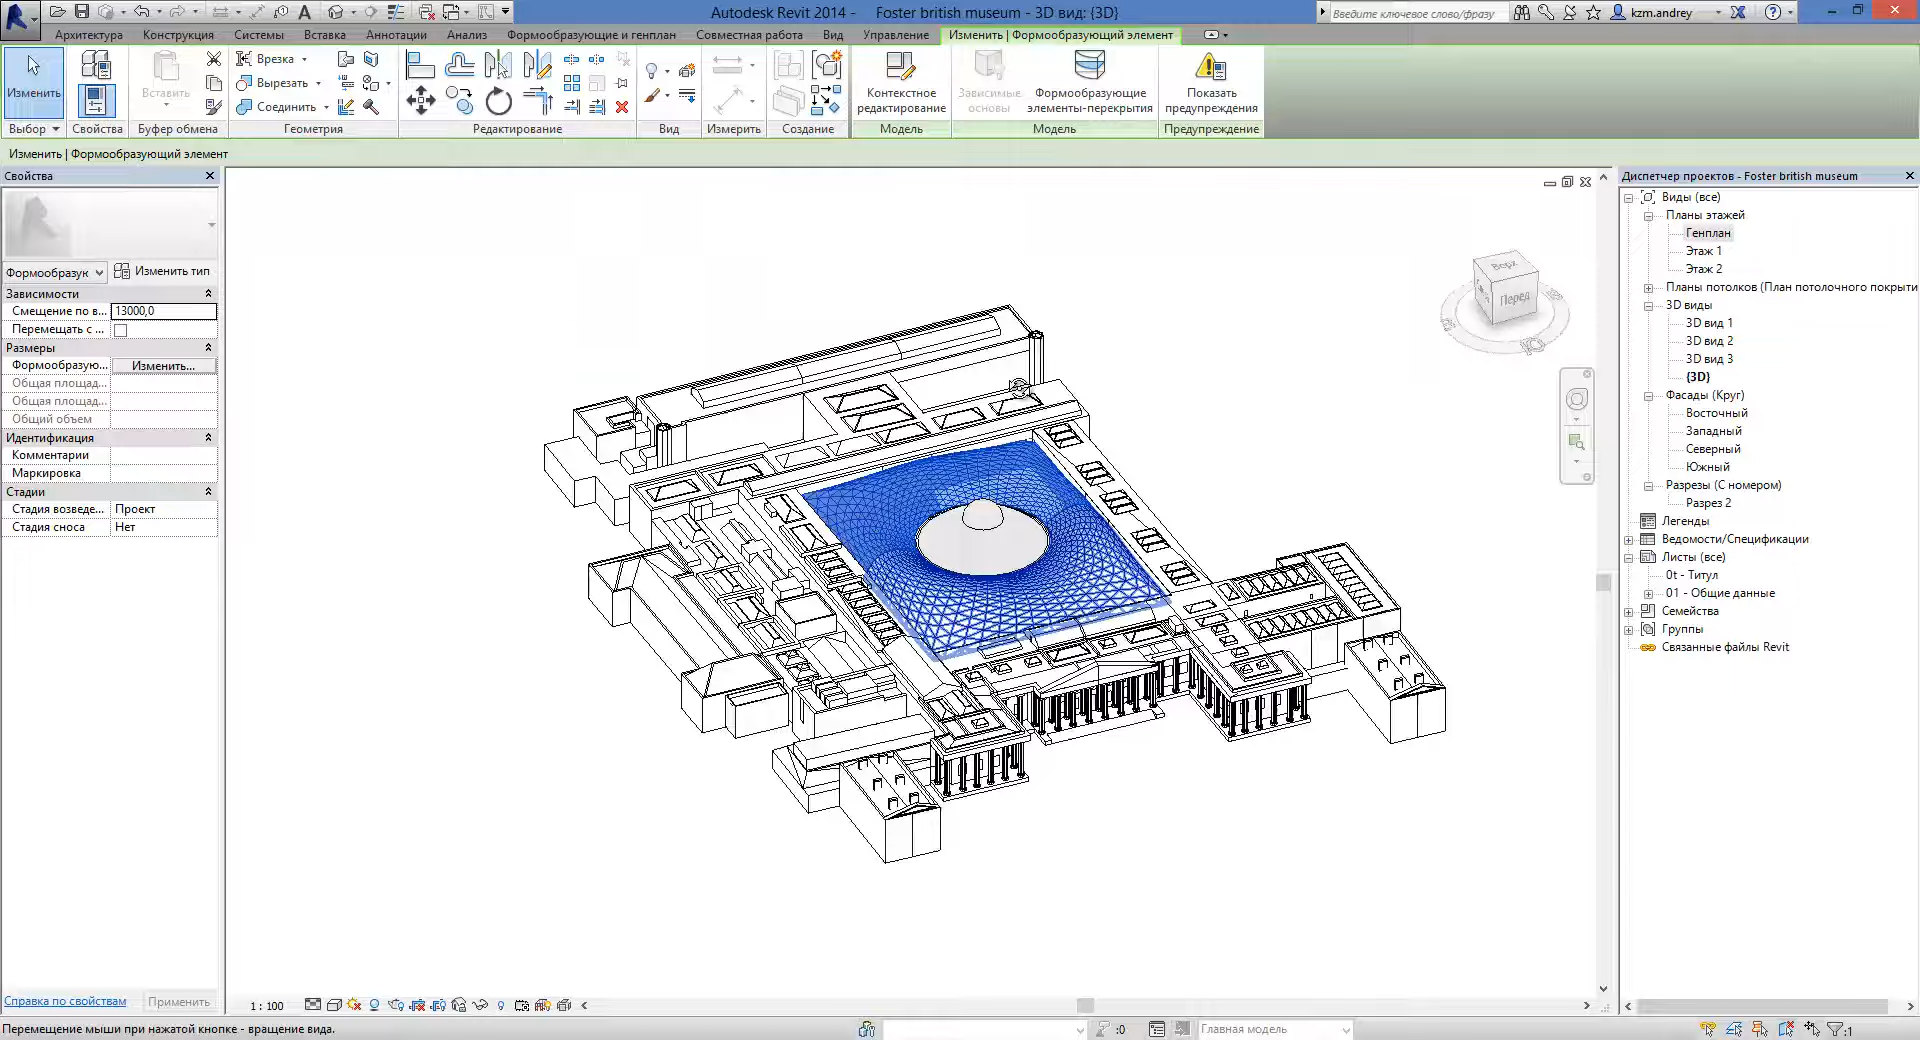 Autodesk Revit 2014 - Foster british museum - 3D вид: {3D}
Введите ключевое слово/фразу
kzm.andrey
Архитектура
Конструкция
Системы
Вставка
Аннотации
Анализ
Формообразующие и генплан
Совместная работа
Вид
Управление
Изменить | Формообразующий элемент
Изменить
Вставить
Врезка
Вырезать
Соединить
Контекстное
редактирование
Зависимые
основы
Формообразующие
элементы-перекрытия
Показать
предупреждения
Выбор
Свойства
Буфер обмена
Геометрия
Редактирование
Вид
Измерить
Создание
Модель
Модель
Предупреждение
Изменить | Формообразующий элемент
Свойства
Формообразук
Изменить тип
Зависимости
Смещение по в... 13000,0
Перемещать с ...
Размеры
Формообразую... Изменить...
Общая площад...
Общая площад...
Общий объем
Идентификация
Комментарии
Маркировка
Стадии
Стадия возведе... Проект
Стадия сноса Нет
Справка по свойствам
Применить
Верх
Перед
Диспетчер проектов - Foster british museum
Виды (все)
Планы этажей
Генплан
Этаж 1
Этаж 2
Планы потолков (План потолочного покрыти
3D виды
3D вид 1
3D вид 2
3D вид 3
{3D}
Фасады (Круг)
Восточный
Западный
Северный
Южный
Разрезы (С номером)
Разрез 2
Легенды
Ведомости/Спецификации
Листы (все)
0t - Титул
01 - Общие данные
Семейства
Группы
Связанные файлы Revit
1 : 100
Перемещение мыши при нажатой кнопке - вращение вида.
:0
Главная модель
:1